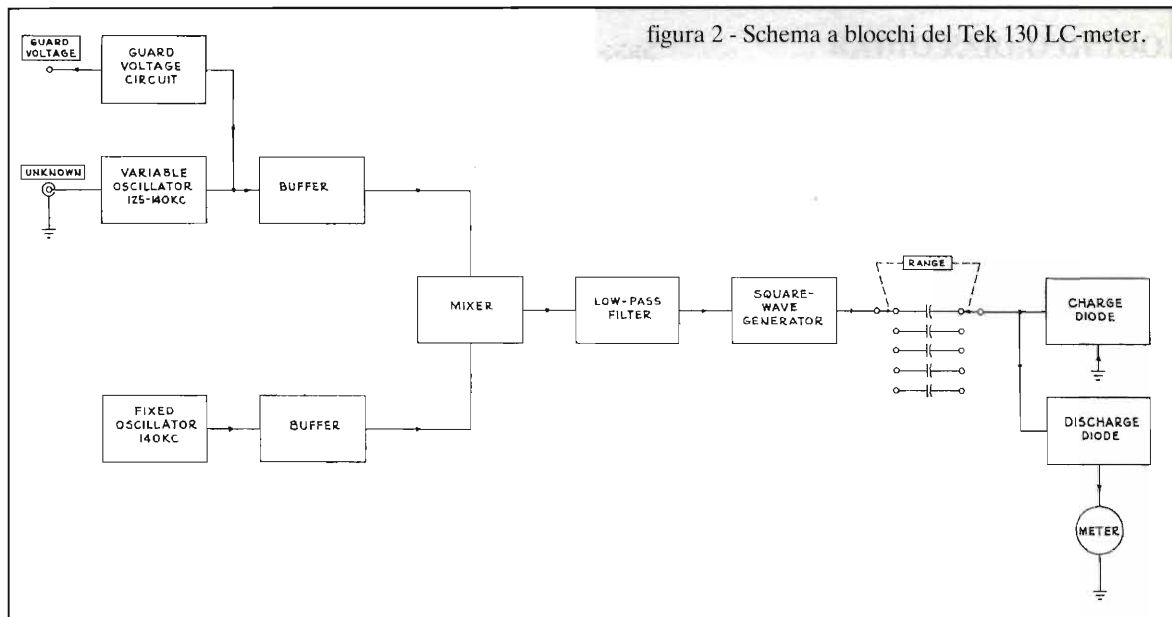 figura 2 - Schema a blocchi del Tek 130 LC-meter.
GUARD
VOLTAGE
GUARD
VOLTAGE
CIRCUIT
UNKNOWN
VARIABLE
OSCILLATOR
125-140KC
BUFFER
MIXER
LOW-PASS
FILTER
SQUARE-
WAVE
GENERATOR
RANGE
CHARGE
DIODE
FIXED
OSCILLATOR
140KC
BUFFER
DISCHARGE
DIODE
METER